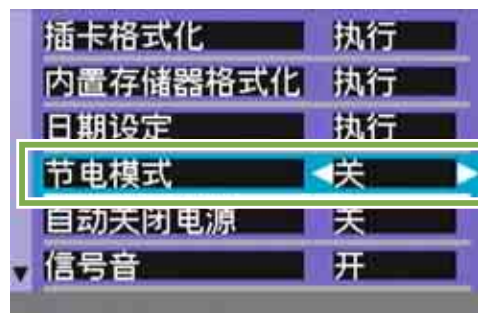 插卡格式化 执行
内置存储器格式化 执行
日期设定 执行
节电模式 关
自动关闭电源 关
信号音 开